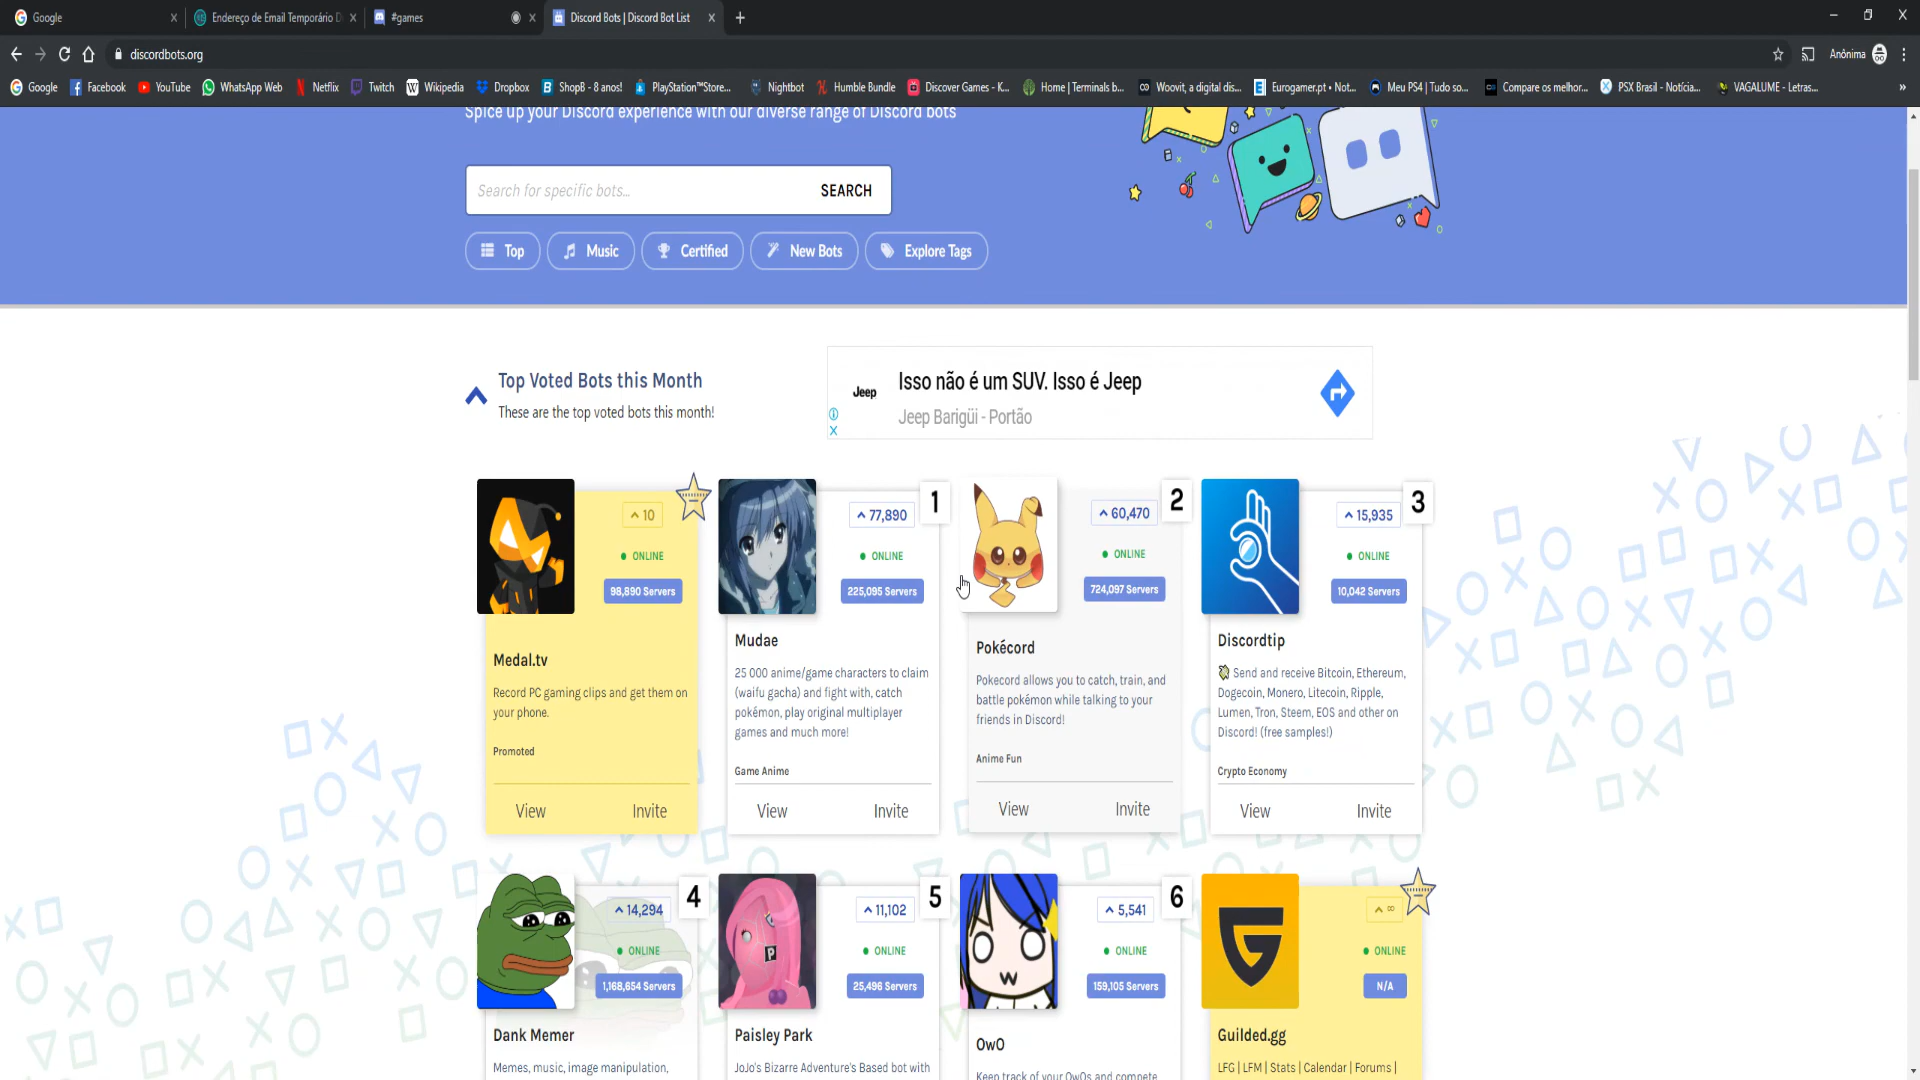 Google
Endereço de Email Temporário D
#games
Discord Bots | Discord Bot List
discordbots.org
Anônima
Google
Facebook
YouTube
WhatsApp Web
Netflix
Twitch
Wikipedia
Dropbox
ShopB - 8 anos!
PlayStation™Store...
Nightbot
Humble Bundle
Discover Games - K...
Home | Terminals b...
Woovit, a digital dis...
Eurogamer.pt • Not...
Meu PS4 | Tudo so...
Compare os melhor...
PSX Brasil - Notícia...
VAGALUME - Letras...
»
Spice up your Discord experience with our diverse range of Discord bots
Search for specific bots...
SEARCH
Top
Music
Certified
New Bots
Explore Tags
Top Voted Bots this Month
These are the top voted bots this month!
Jeep
Isso não é um SUV. Isso é Jeep
Jeep Barigüi - Portão
10
ONLINE
98,890 Servers
Medal.tv
Record PC gaming clips and get them on
your phone.
Promoted
View
Invite
1
77,890
ONLINE
225,095 Servers
Mudae
25 000 anime/game characters to claim
(waifu gacha) and fight with, catch
pokémon, play original multiplayer
games and much more!
Game Anime
View
Invite
2
60,470
ONLINE
724,097 Servers
Pokécord
Pokecord allows you to catch, train, and
battle pokémon while talking to your
friends in Discord!
Anime Fun
View
Invite
3
15,935
ONLINE
10,042 Servers
Discordtip
Send and receive Bitcoin, Ethereum,
Dogecoin, Monero, Litecoin, Ripple,
Lumen, Tron, Steem, EOS and other on
Discord! (free samples!)
Crypto Economy
View
Invite
4
14,294
ONLINE
1,168,654 Servers
Dank Memer
Memes, music, image manipulation,
5
11,102
ONLINE
25,496 Servers
P
Paisley Park
JoJo's Bizarre Adventure's Based bot with
6
5,541
ONLINE
159,105 Servers
OwO
Keep track of your OwOs and compete
∞
ONLINE
N/A
Guilded.gg
LFG | LFM | Stats | Calendar | Forums |